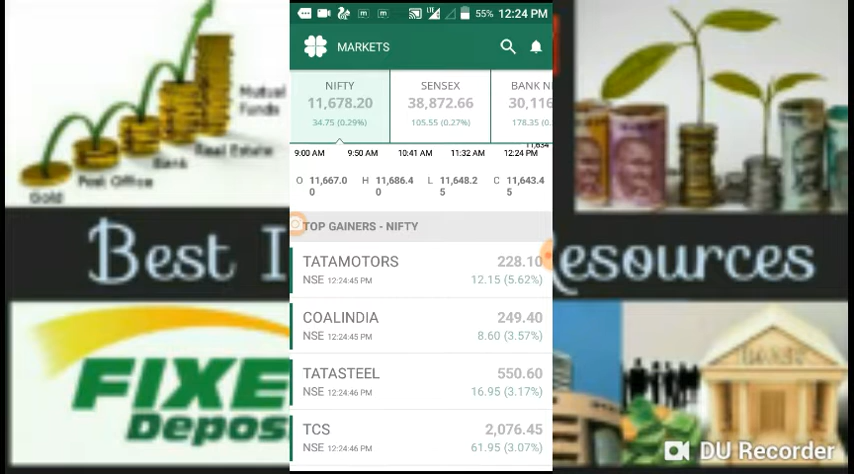 55% 12:24 PM
MARKETS
NIFTY
11,678.20
34.75 (0.29%)
SENSEX
38,872.66
105.55 (0.27%)
BANK N
30,116
178.35 (0.
11,634
9:00 AM 9:50 AM 10:41 AM 11:32 AM 12:24 PM
O 11,667.0
0
H 11,686.4
0
L 11,648.2
5
C 11,643.4
5
TOP GAINERS - NIFTY
TATAMOTORS 228.10
NSE 12:24:45 PM 12.15 (5.62%)
COALINDIA 249.40
NSE 12:24:45 PM 8.60 (3.57%)
TATASTEEL 550.60
NSE 12:24:46 PM 16.95 (3.17%)
TCS 2,076.45
NSE 12:24:46 PM 61.95 (3.07%)
Mutual
Funds
Real Estate
Bank
Post Office
Gold
Best I
esources
FIXE
Depos
BANK
DU Recorder